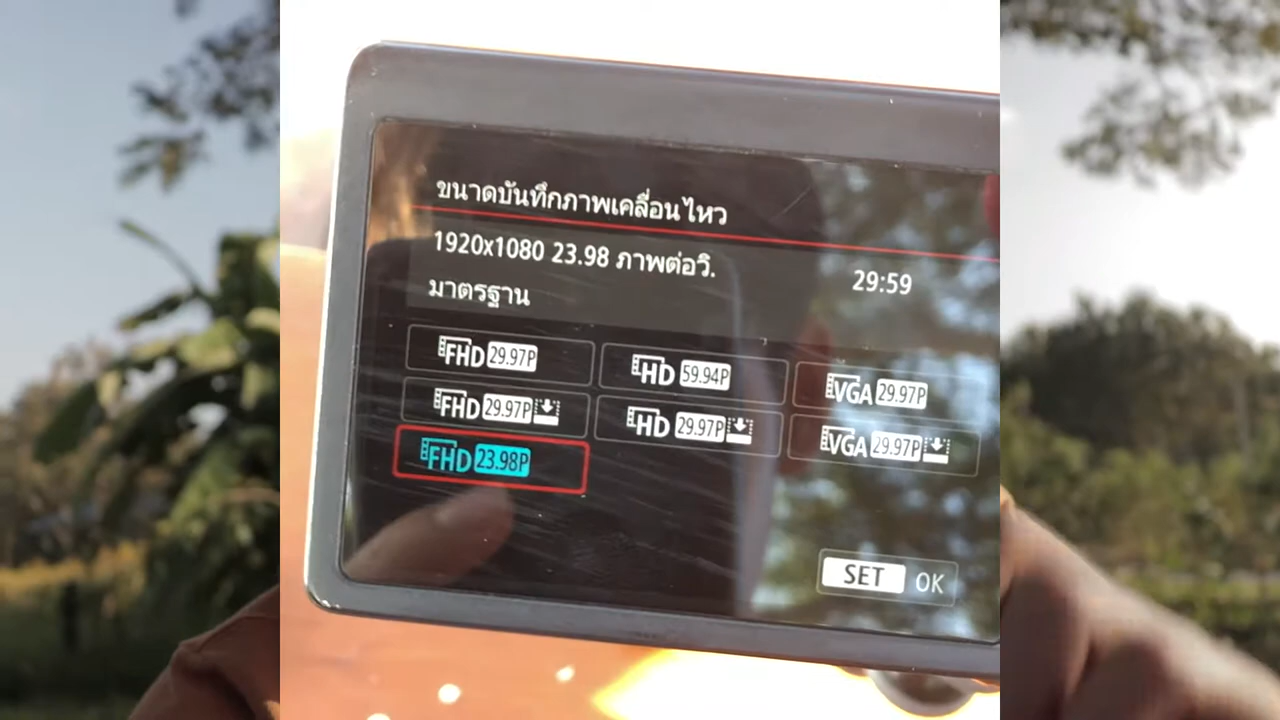 ขนาดบันทึกภาพเคลื่อนไหว
1920x1080 23.98 ภาพต่อวิ. 29:59
มาตรฐาน
FHD 29.97P HD 59.94P VGA 29.97P
FHD 29.97P HD 29.97P VGA 29.97P
FHD 23.98P
SET OK